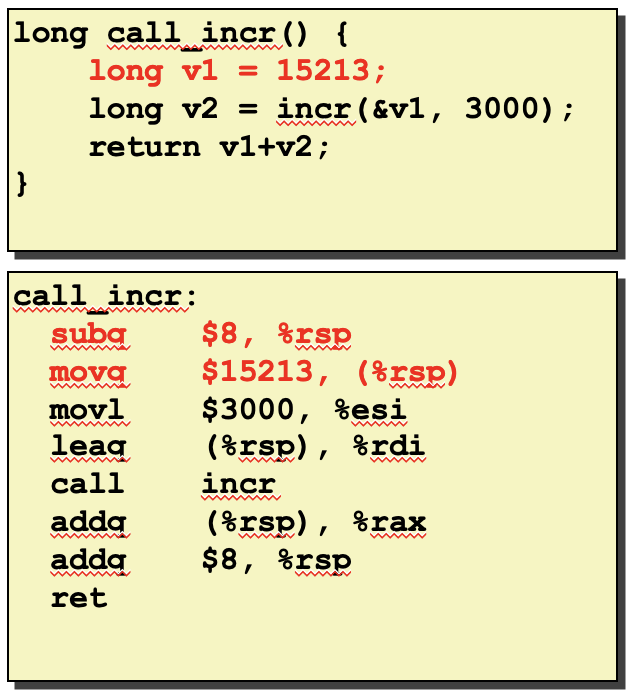 long call_incr() {
    long v1 = 15213;
    long v2 = incr(&v1, 3000);
    return v1+v2;
}
call_incr:
  subq    $8, %rsp
  movq    $15213, (%rsp)
  movl    $3000, %esi
  leaq    (%rsp), %rdi
  call    incr
  addq    (%rsp), %rax
  addq    $8, %rsp
  ret